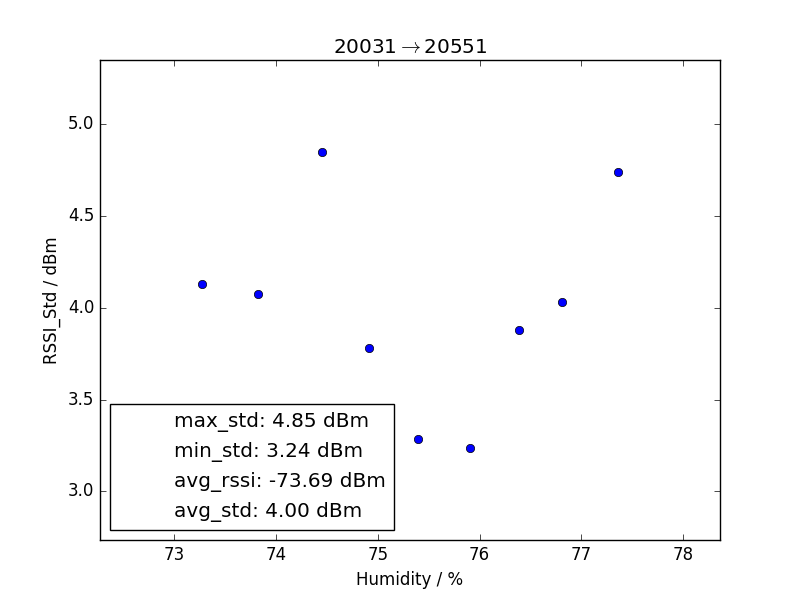 20031→20551
5.0
4.5
4.0
3.5
3.0
RSSI_Std / dBm
max_std: 4.85 dBm
min_std: 3.24 dBm
avg_rssi: -73.69 dBm
avg_std: 4.00 dBm
73 74 75 76 77 78
Humidity / %